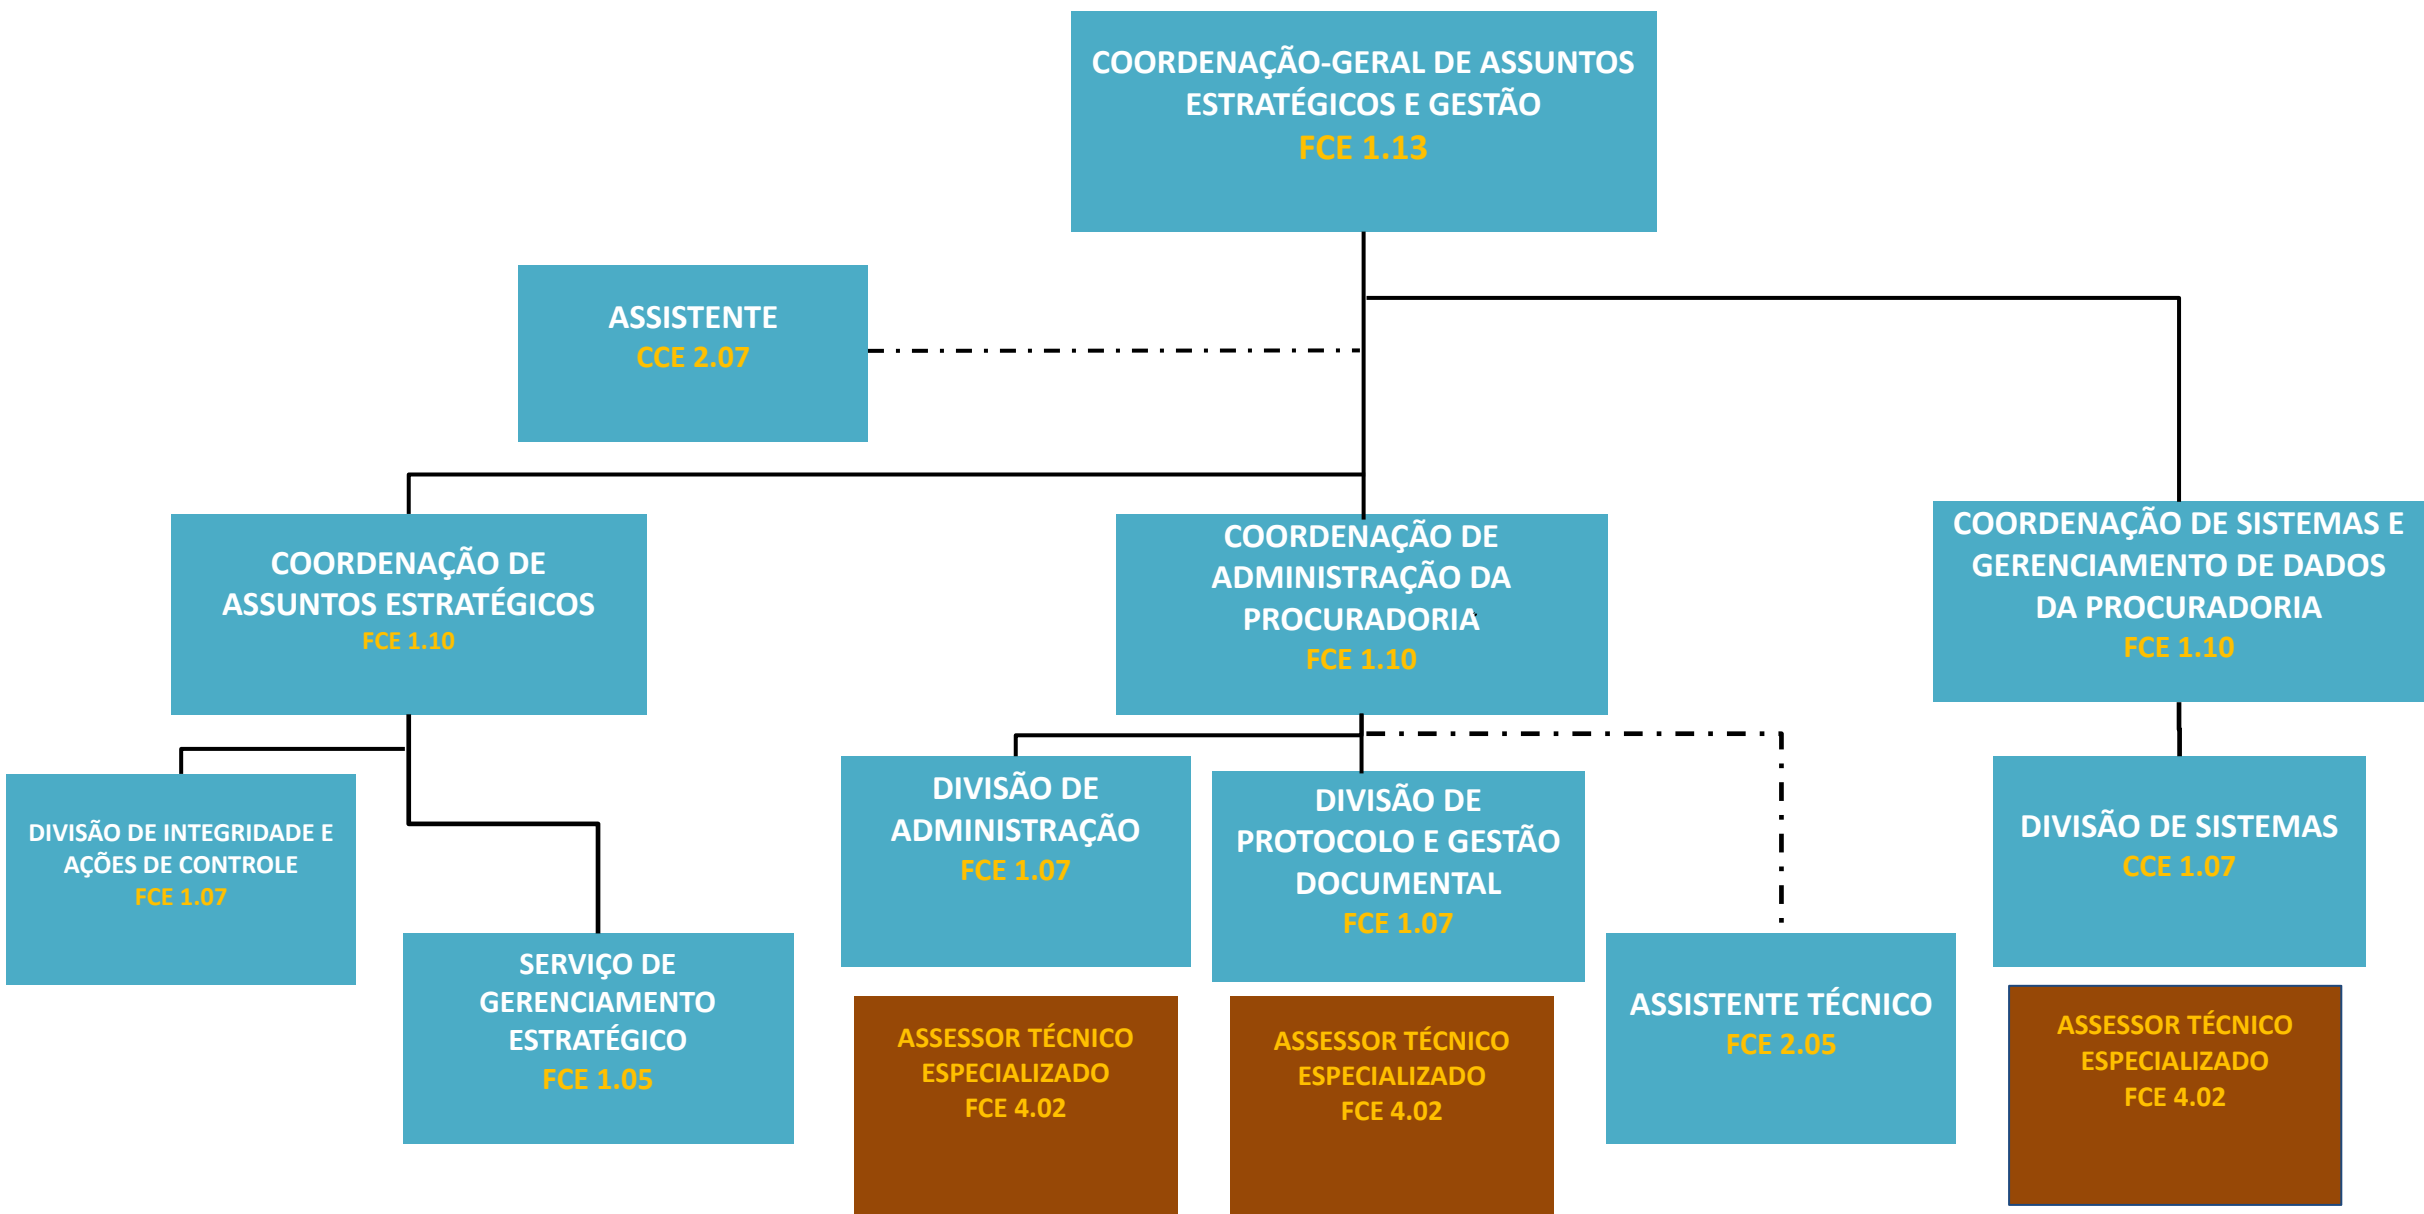 COORDENAÇÃO-GERAL DE ASSUNTOS
ESTRATÉGICOS E GESTÃO
FCE 1.13
ASSISTENTE
CCE 2.07
COORDENAÇÃO DE
ASSUNTOS ESTRATÉGICOS
FCE 1.10
COORDENAÇÃO DE
ADMINISTRAÇÃO DA
PROCURADORIA
FCE 1.10
COORDENAÇÃO DE SISTEMAS E
GERENCIAMENTO DE DADOS
DA PROCURADORIA
FCE 1.10
DIVISÃO DE INTEGRIDADE E
AÇÕES DE CONTROLE
FCE 1.07
SERVIÇO DE
GERENCIAMENTO
ESTRATÉGICO
FCE 1.05
DIVISÃO DE
ADMINISTRAÇÃO
FCE 1.07
DIVISÃO DE
PROTOCOLO E GESTÃO
DOCUMENTAL
FCE 1.07
ASSISTENTE TÉCNICO
FCE 2.05
DIVISÃO DE SISTEMAS
CCE 1.07
ASSESSOR TÉCNICO
ESPECIALIZADO
FCE 4.02
ASSESSOR TÉCNICO
ESPECIALIZADO
FCE 4.02
ASSESSOR TÉCNICO
ESPECIALIZADO
FCE 4.02